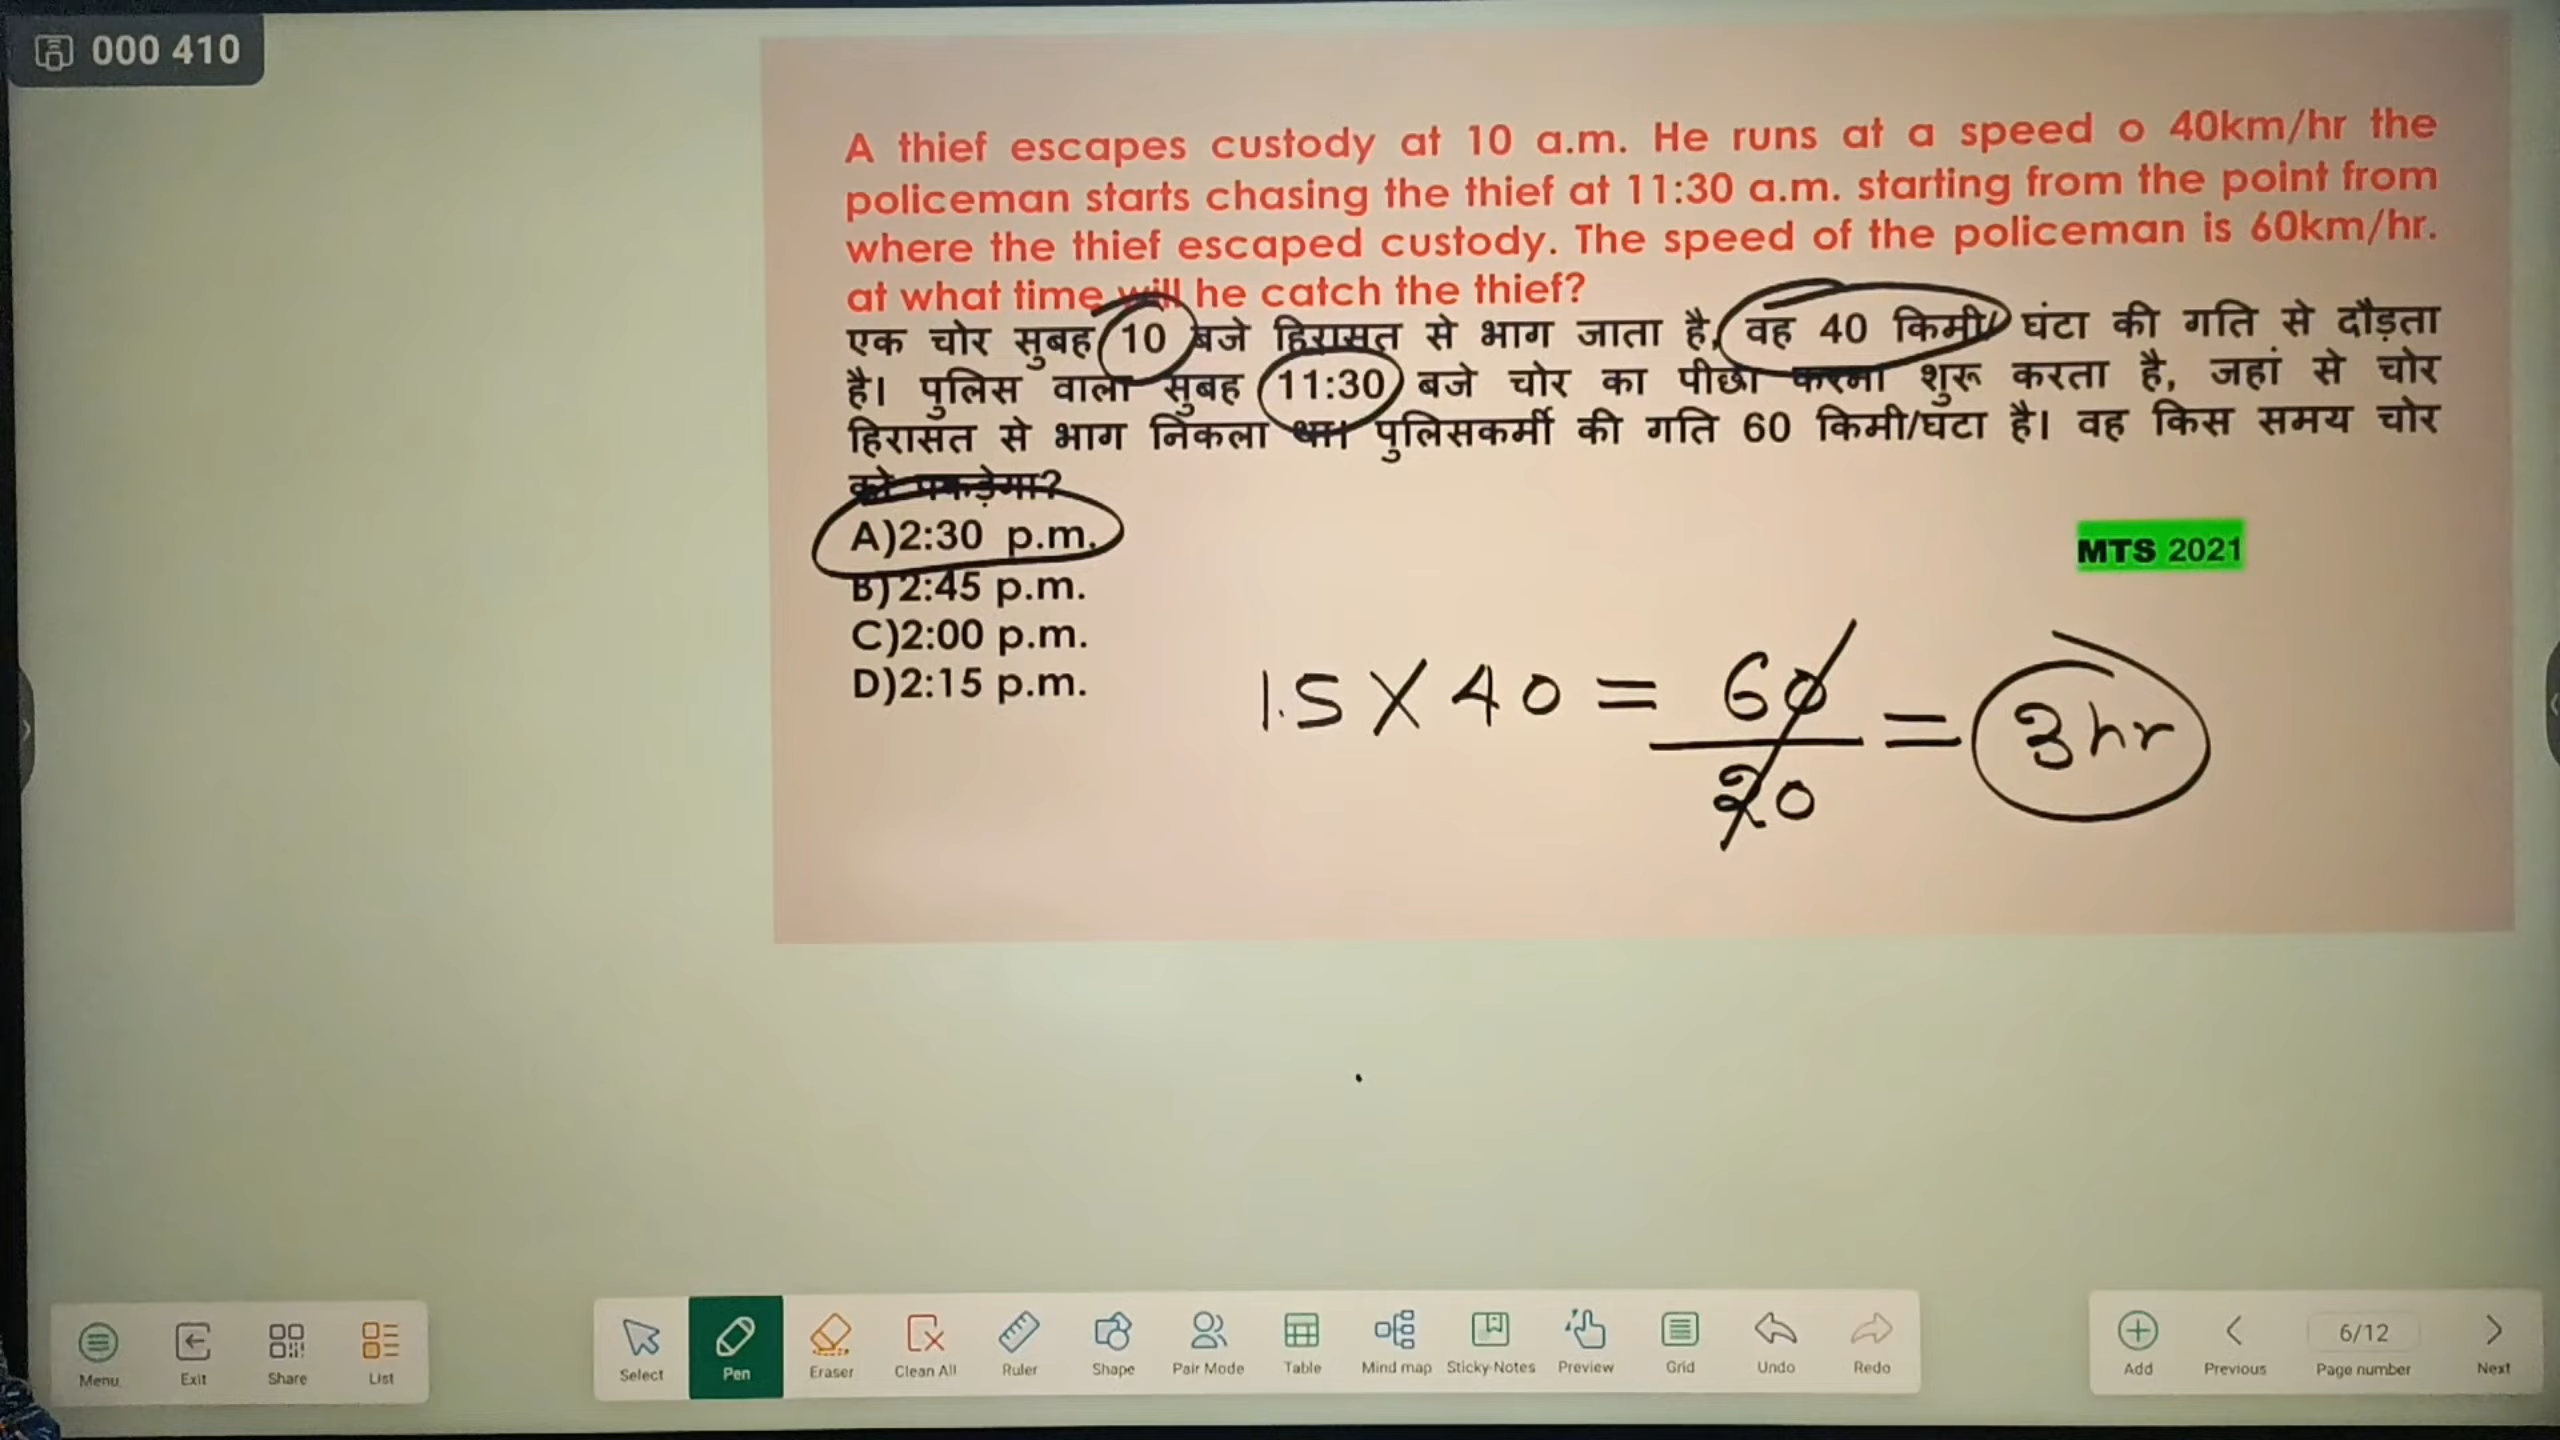 000 410
A thief escapes custody at 10 a.m. He runs at a speed o 40km/hr the
policeman starts chasing the thief at 11:30 a.m. starting from the point from
where the thief escaped custody. The speed of the policeman is 60km/hr.
at what time will he catch the thief?
एक चोर सुबह 10 बजे हिरासत से भाग जाता है, वह 40 किमी/ घंटा की गति से दौड़ता
है। पुलिस वाला सुबह 11:30 बजे चोर का पीछा करना शुरू करता है, जहां से चोर
हिरासत से भाग निकला था। पुलिसकर्मी की गति 60 किमी/घंटा है। वह किस समय चोर
को पकड़ेगा?
A)2:30 p.m.
B)2:45 p.m.
C)2:00 p.m.
D)2:15 p.m.
MTS 2021
1.5 X 40 = 60
20
= 3hr
Menu Exit Share List
Select Pen Eraser Clean All Ruler Shape Pair Mode Table Mind map Sticky Notes Preview Grid Undo Redo
6/12
Add Previous Page number Next